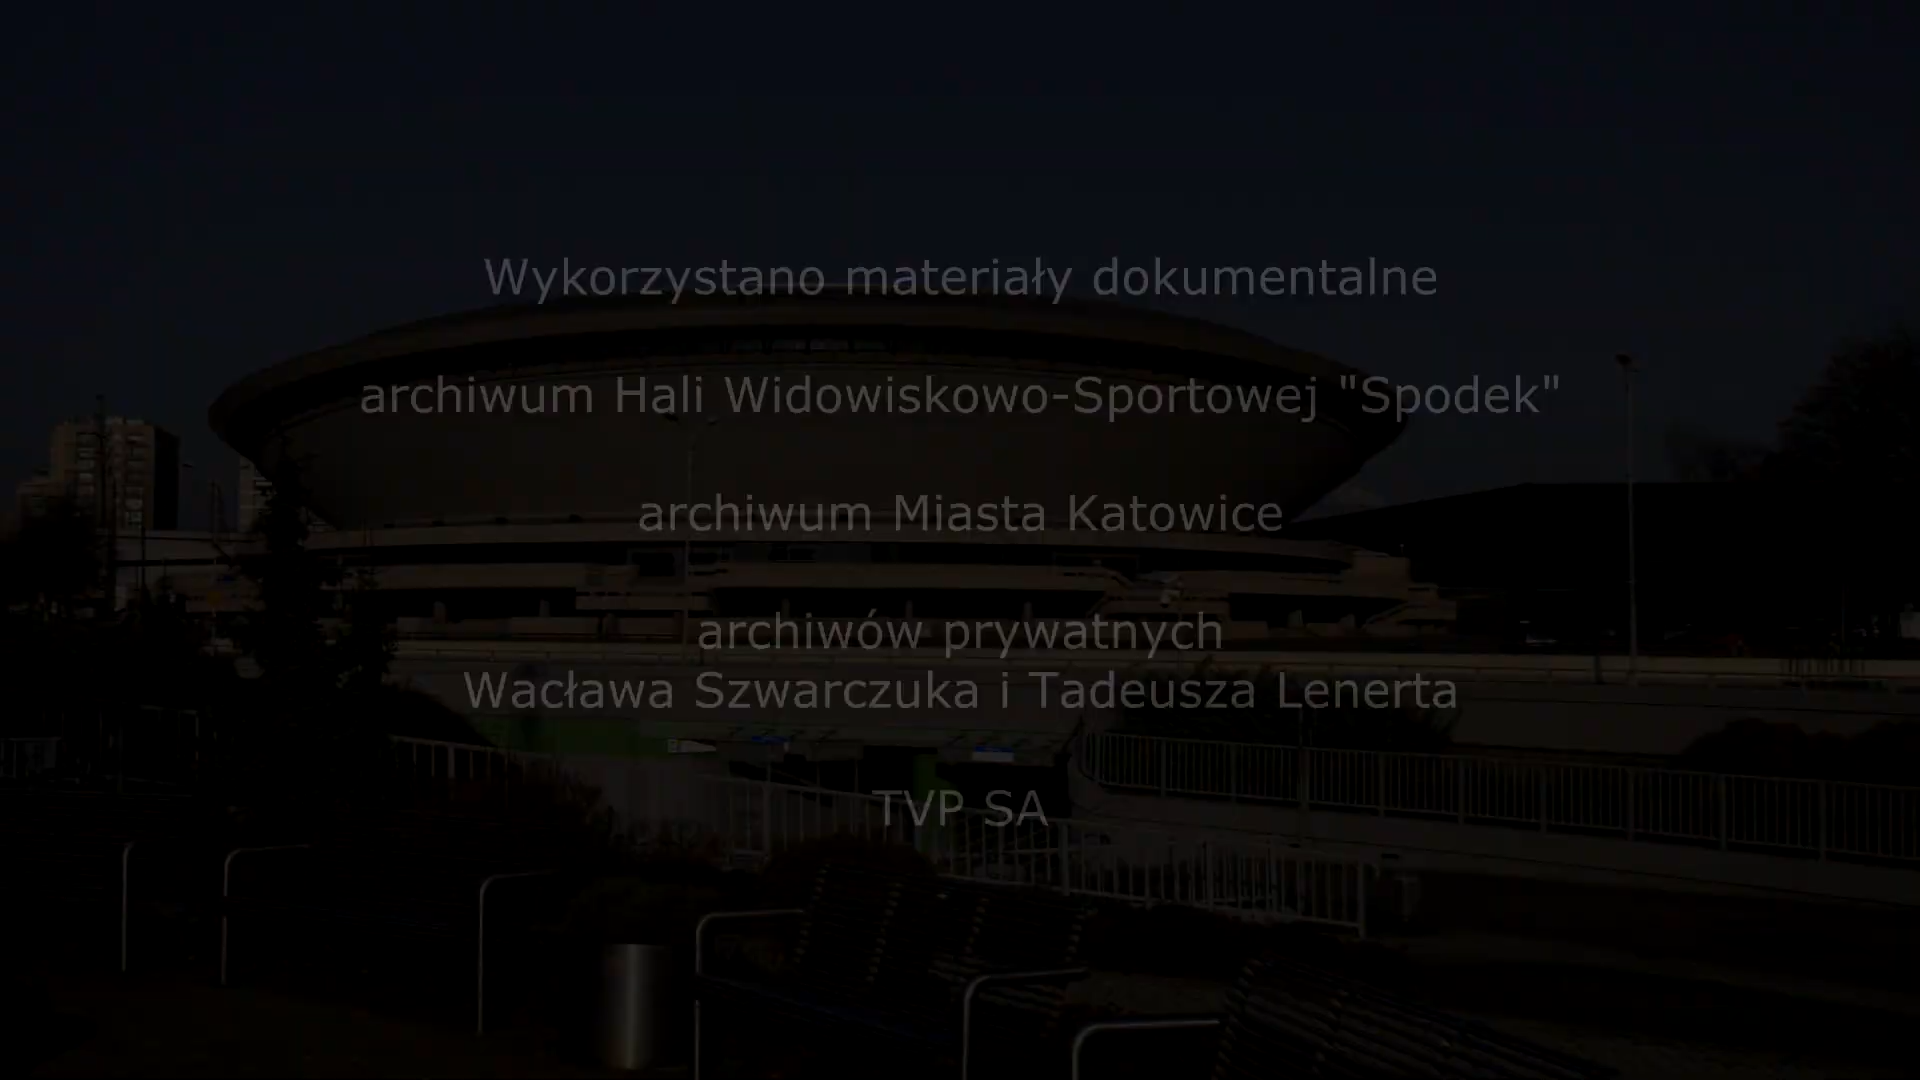 Wykorzystano materiały dokumentalne
archiwum Hali Widowiskowo-Sportowej "Spodek"
archiwum Miasta Katowice
archiwów prywatnych
Wacława Szwarczuka i Tadeusza Lenerta
TVP SA